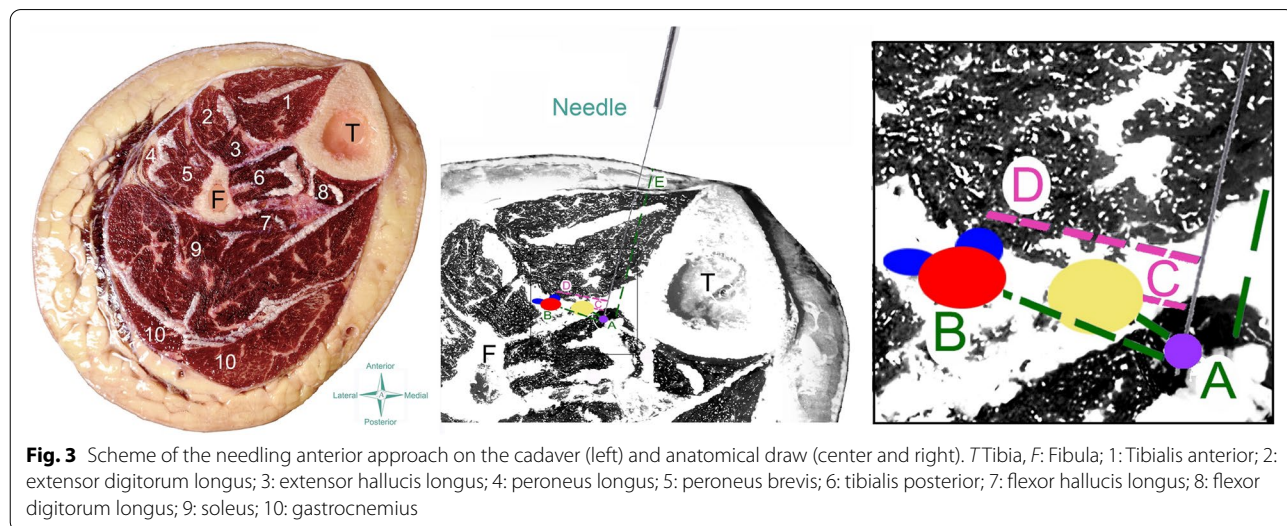 1
2
3
T
4
5
6
8
F
7
9
10
10
Anterior
Lateral
A
Medial
Posterior
Needle
E
T
D
C
B
A
F
D
C
B
A
Fig. 3 Scheme of the needling anterior approach on the cadaver (left) and anatomical draw (center and right). T Tibia, F: Fibula; 1: Tibialis anterior; 2:
extensor digitorum longus; 3: extensor hallucis longus; 4: peroneus longus; 5: peroneus brevis; 6: tibialis posterior; 7: flexor hallucis longus; 8: flexor
digitorum longus; 9: soleus; 10: gastrocnemius